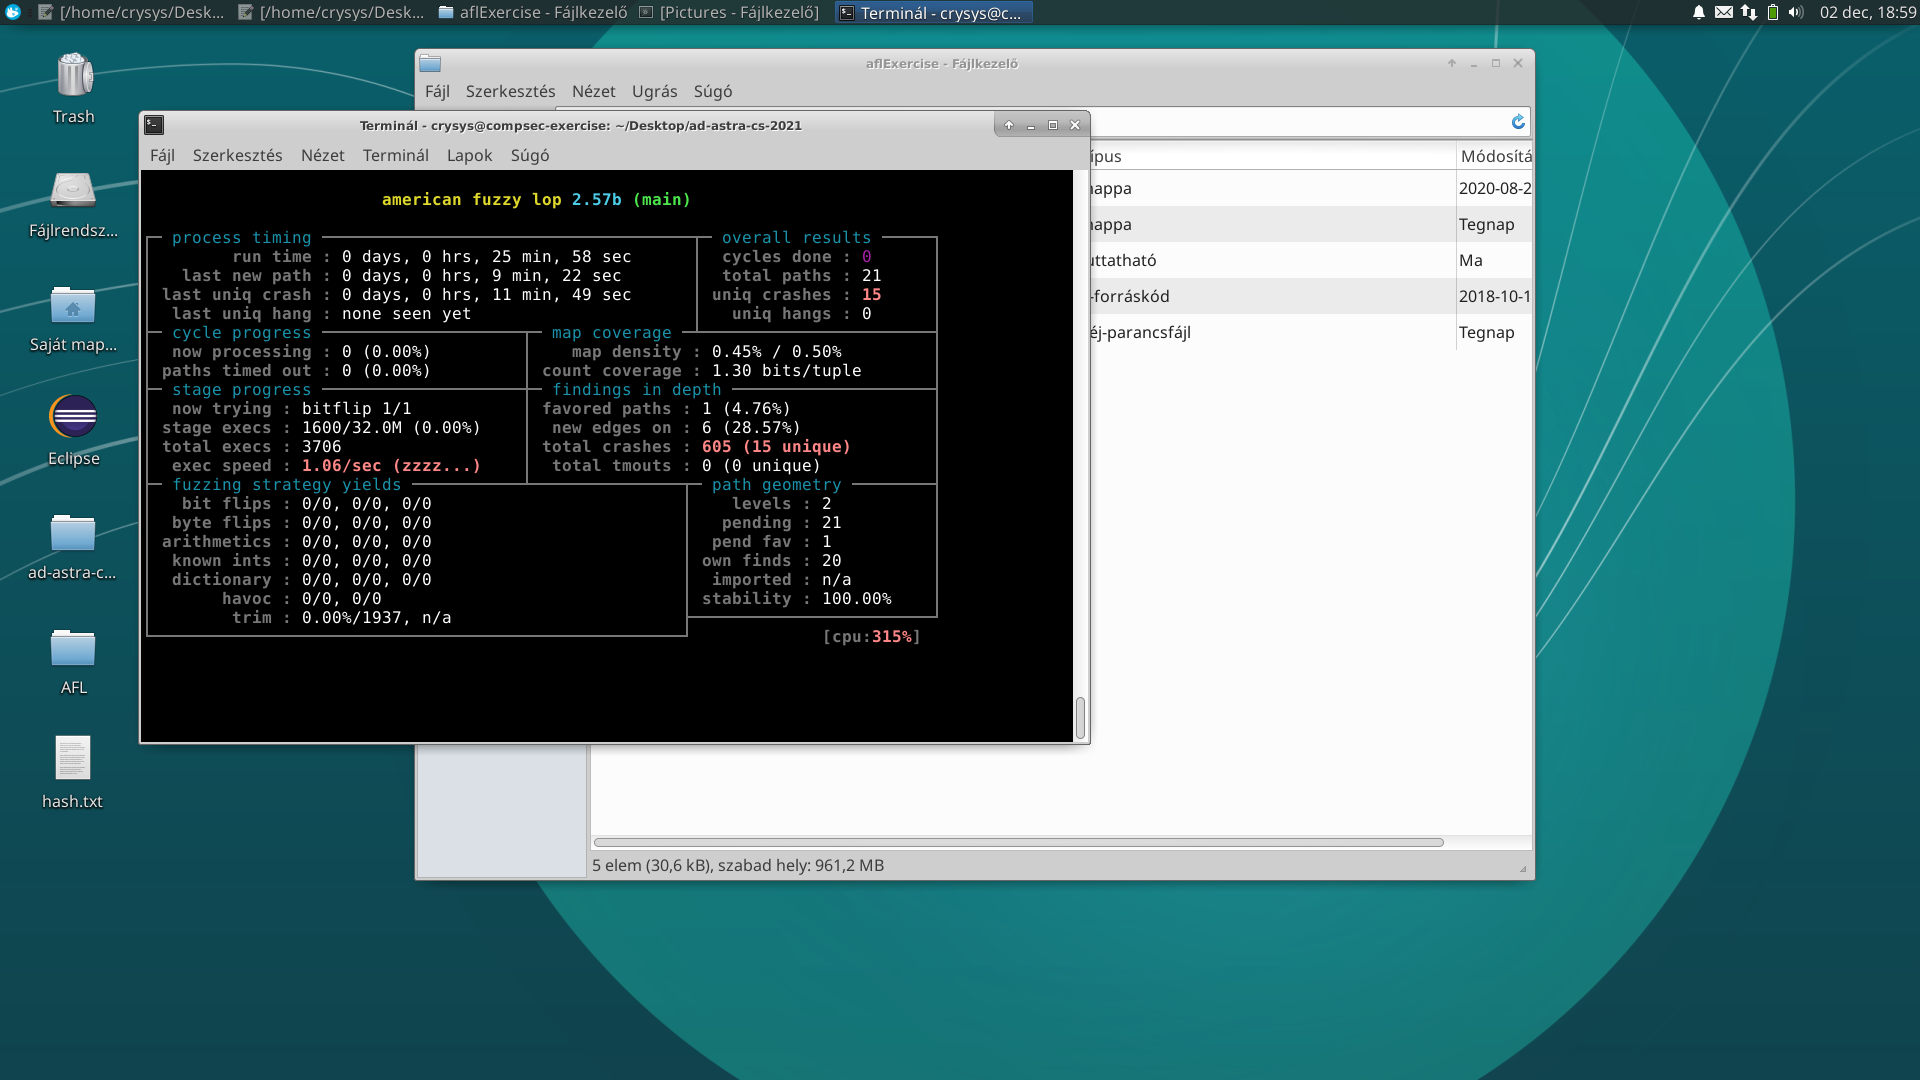 [/home/crysys/Desk...
[/home/crysys/Desk...
aflExercise - Fájlkezelő
[Pictures - Fájlkezelő]
Terminál - crysys@c...
02 dec, 18:59
Trash
Fájlrendsz...
Saját map...
Eclipse
ad-astra-c...
AFL
hash.txt
aflExercise - Fájlkezelő
Fájl Szerkesztés Nézet Ugrás Súgó
Terminál - crysys@compsec-exercise: ~/Desktop/ad-astra-cs-2021
Fájl Szerkesztés Nézet Terminál Lapok Súgó
american fuzzy lop 2.57b (main)
process timing
run time : 0 days, 0 hrs, 25 min, 58 sec
last new path : 0 days, 0 hrs, 9 min, 22 sec
last uniq crash : 0 days, 0 hrs, 11 min, 49 sec
last uniq hang : none seen yet
overall results
cycles done : 0
total paths : 21
uniq crashes : 15
uniq hangs : 0
cycle progress
now processing : 0 (0.00%)
paths timed out : 0 (0.00%)
map coverage
map density : 0.45% / 0.50%
count coverage : 1.30 bits/tuple
stage progress
now trying : bitflip 1/1
stage execs : 1600/32.0M (0.00%)
total execs : 3706
exec speed : 1.06/sec (zzzz...)
findings in depth
favored paths : 1 (4.76%)
new edges on : 6 (28.57%)
total crashes : 605 (15 unique)
total tmouts : 0 (0 unique)
fuzzing strategy yields
bit flips : 0/0, 0/0, 0/0
byte flips : 0/0, 0/0, 0/0
arithmetics : 0/0, 0/0, 0/0
known ints : 0/0, 0/0, 0/0
dictionary : 0/0, 0/0, 0/0
havoc : 0/0, 0/0
trim : 0.00%/1937, n/a
path geometry
levels : 2
pending : 21
pend fav : 1
own finds : 20
imported : n/a
stability : 100.00%
[cpu:315%]
ípus Módosítá
appa 2020-08-2
appa Tegnap
uttatható Ma
-forráskód 2018-10-1
éj-parancsfájl Tegnap
5 elem (30,6 kB), szabad hely: 961,2 MB